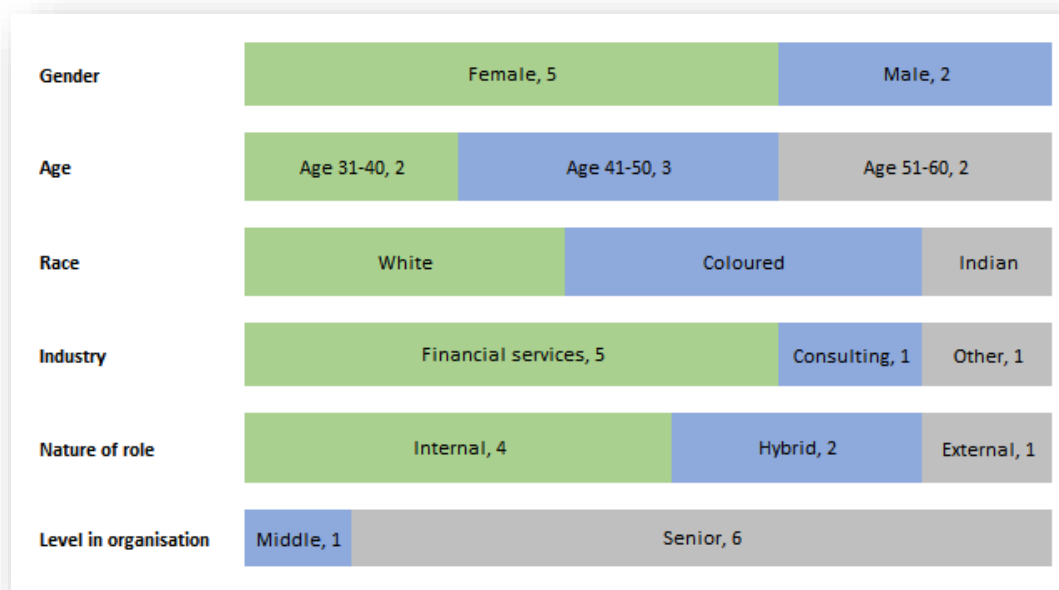 Gender
Female, 5
Male, 2
Age
Age 31-40, 2
Age 41-50, 3
Age 51-60, 2
Race
White
Coloured
Indian
Industry
Financial services, 5
Consulting, 1
Other, 1
Nature of role
Internal, 4
Hybrid, 2
External, 1
Level in organisation
Middle, 1
Senior, 6